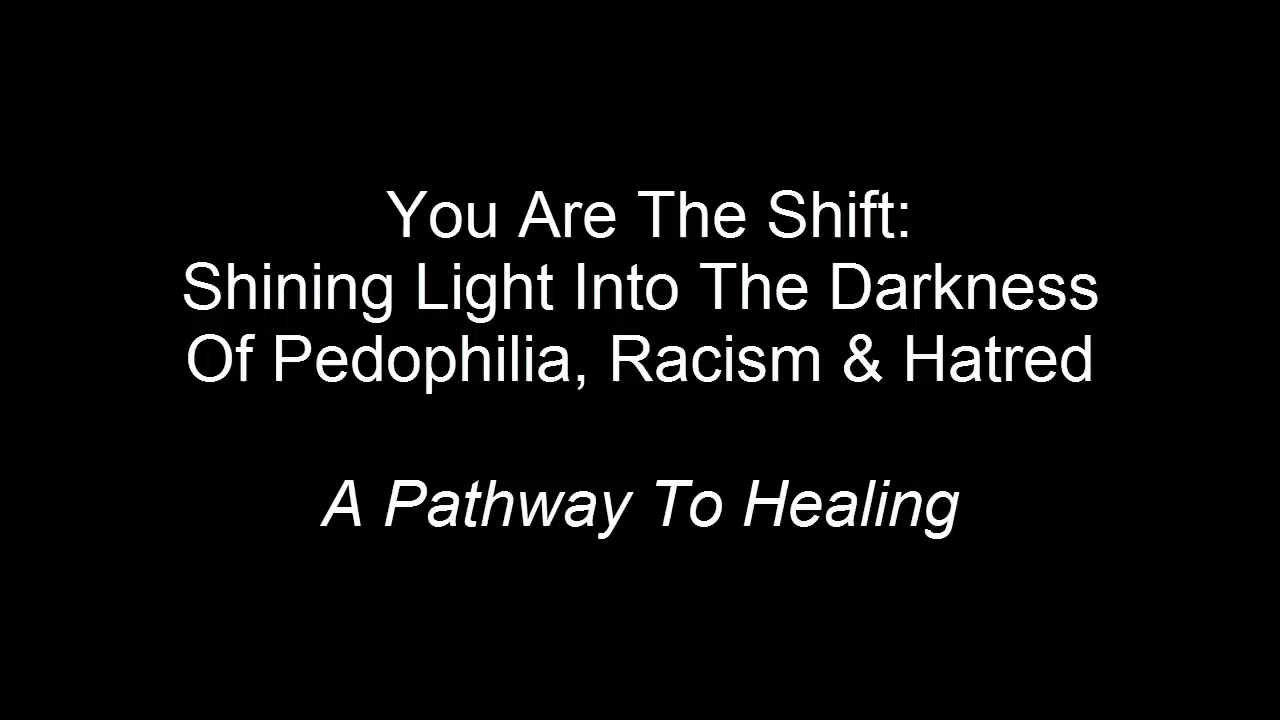 You Are The Shift:
Shining Light Into The Darkness
Of Pedophilia, Racism & Hatred
A Pathway To Healing